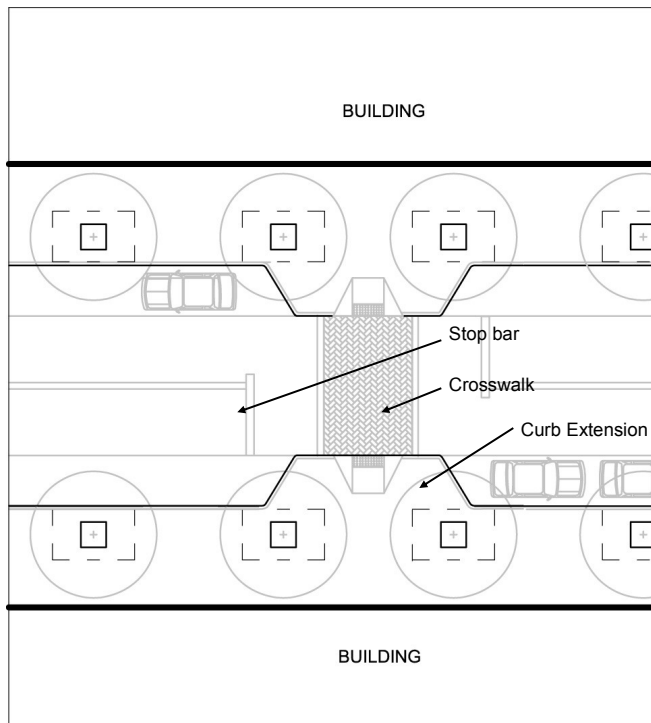 BUILDING
Stop bar
Crosswalk
Curb Extension
BUILDING